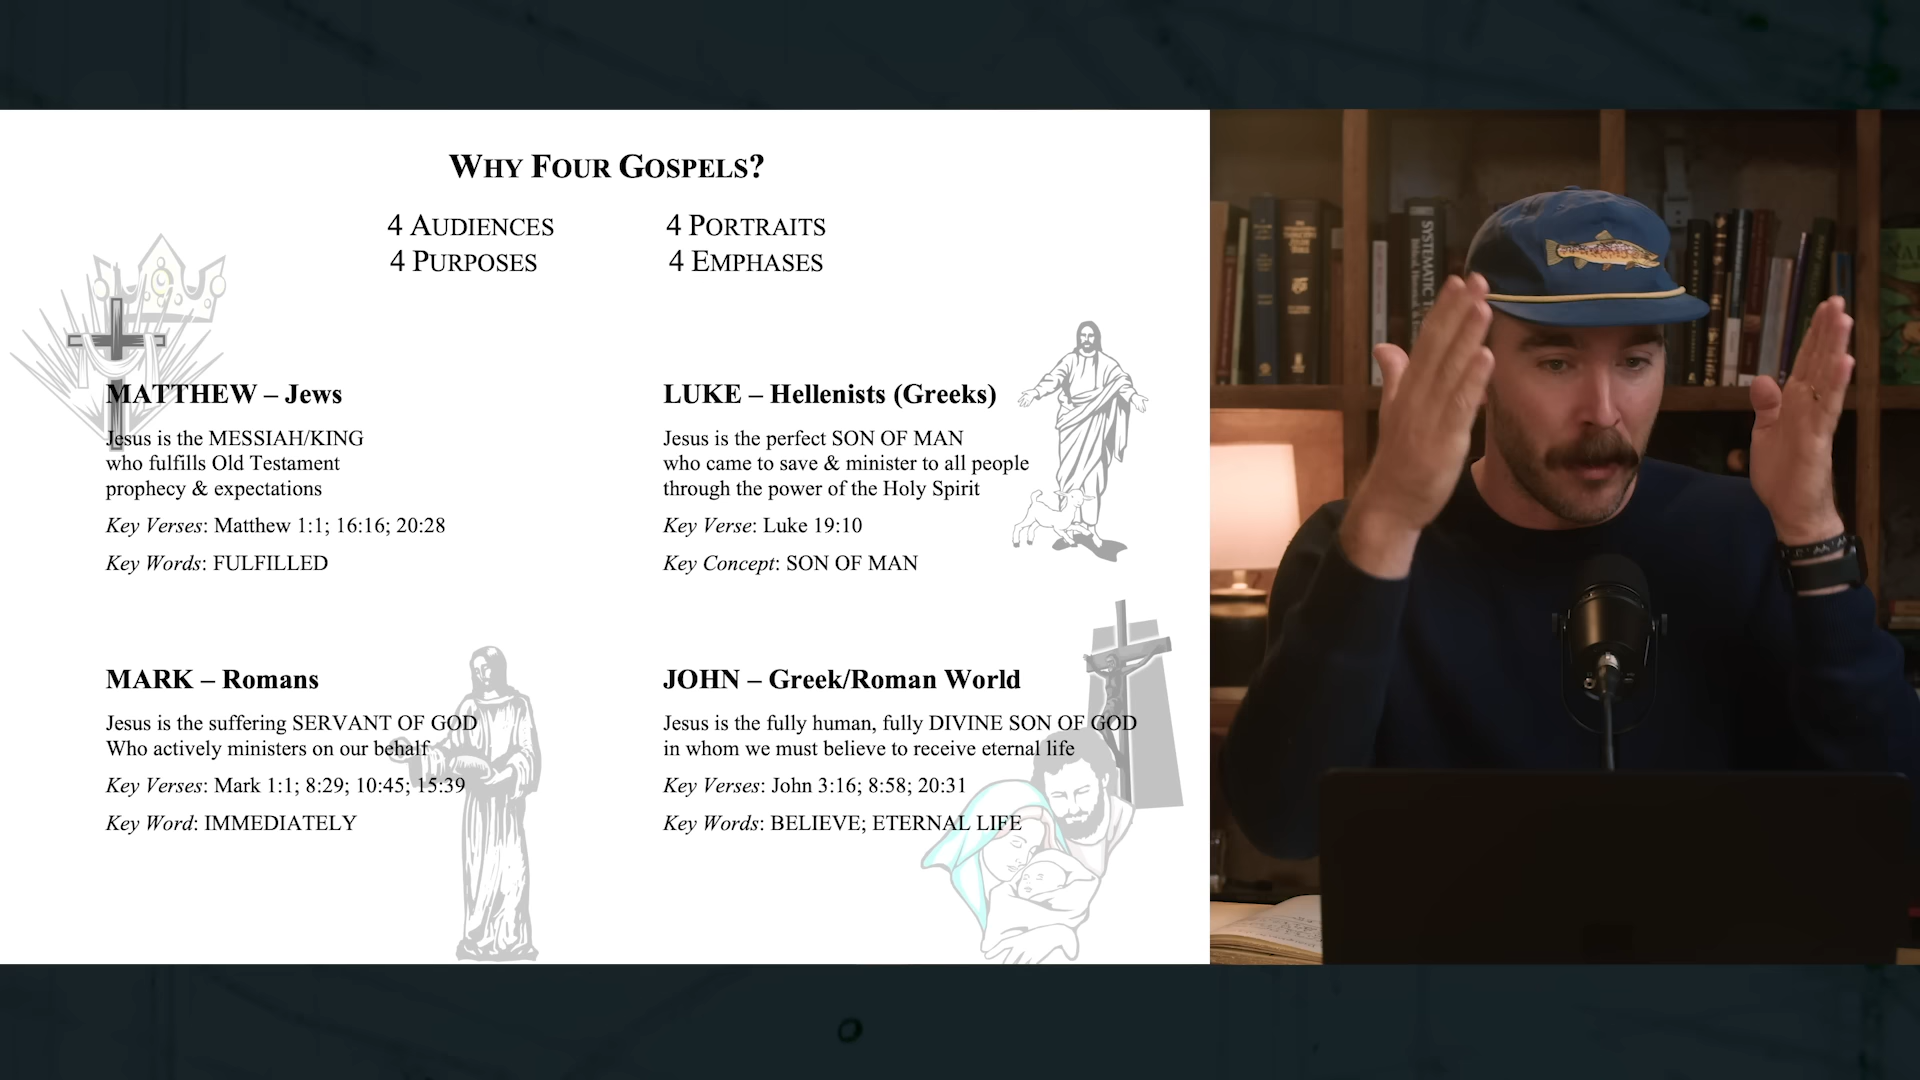 WHY FOUR GOSPELS?
4 AUDIENCES
4 PORTRAITS
4 PURPOSES
4 EMPHASES
MATTHEW – Jews
Jesus is the MESSIAH/KING
who fulfills Old Testament
prophecy & expectations
Key Verses: Matthew 1:1; 16:16; 20:28
Key Words: FULFILLED
LUKE – Hellenists (Greeks)
Jesus is the perfect SON OF MAN
who came to save & minister to all people
through the power of the Holy Spirit
Key Verse: Luke 19:10
Key Concept: SON OF MAN
MARK – Romans
Jesus is the suffering SERVANT OF GOD
Who actively ministers on our behalf
Key Verses: Mark 1:1; 8:29; 10:45; 15:39
Key Word: IMMEDIATELY
JOHN – Greek/Roman World
Jesus is the fully human, fully DIVINE SON OF GOD
in whom we must believe to receive eternal life
Key Verses: John 3:16; 8:58; 20:31
Key Words: BELIEVE; ETERNAL LIFE
SYSTEMATIC